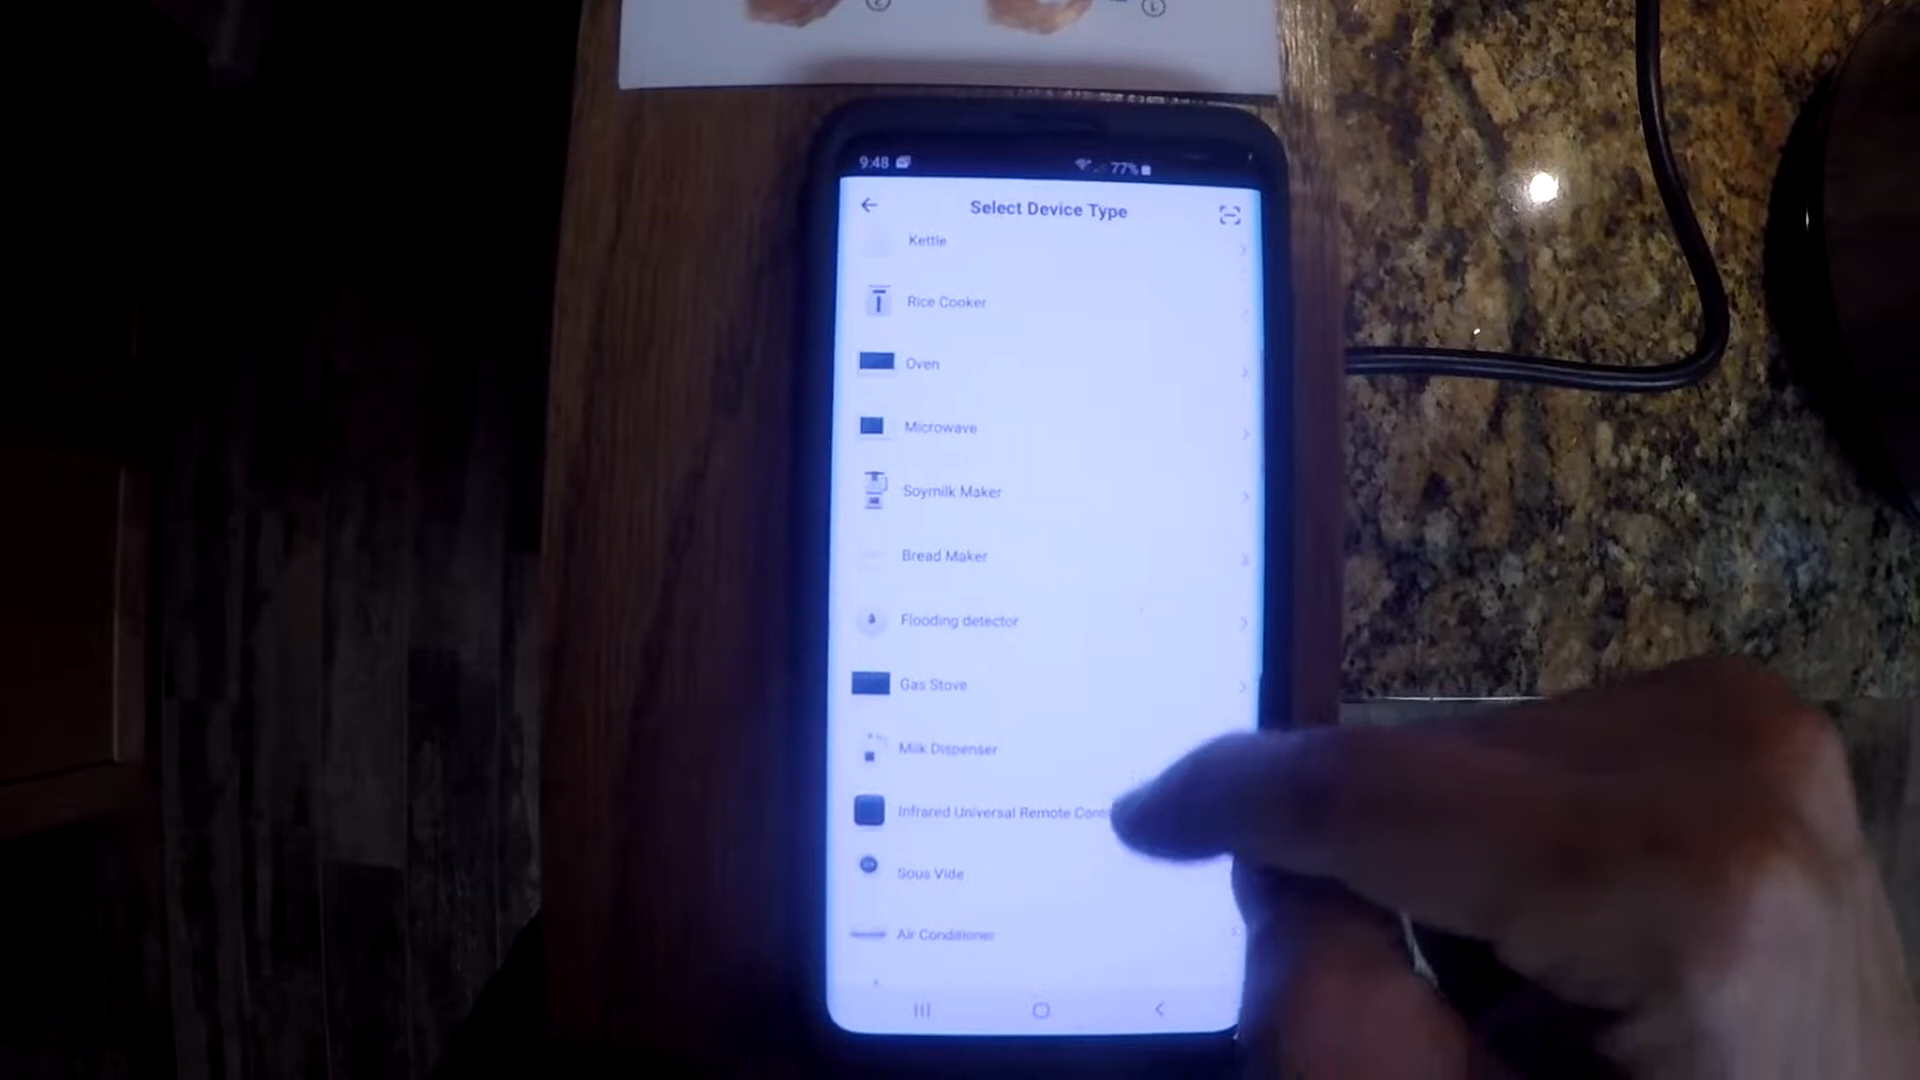 9:48
77%
Select Device Type
Kettle
Rice Cooker
Oven
Microwave
Soymilk Maker
Bread Maker
Flooding detector
Gas Stove
Milk Dispenser
Infrared Universal Remote
Sous Vide
Air Conditioner